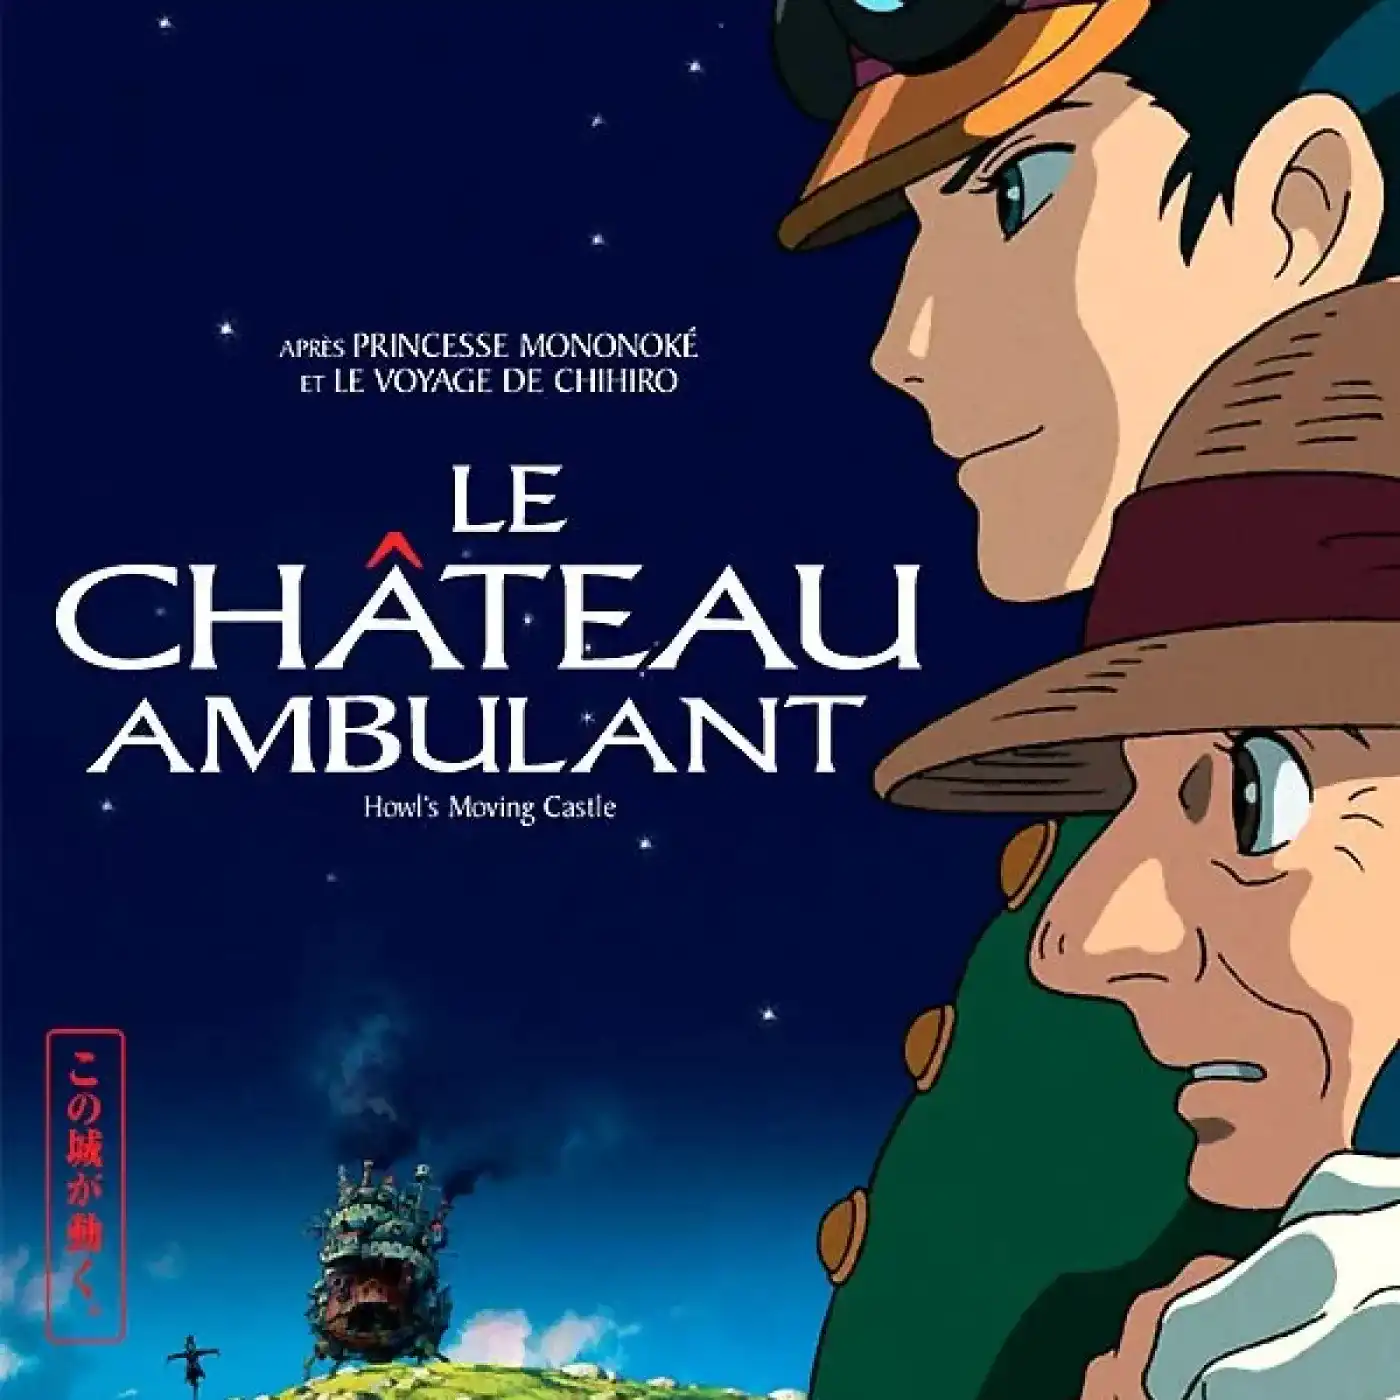 APRÈS PRINCESSE MONONOKÉ
ET LE VOYAGE DE CHIHIRO
LE
CHÂTEAU
AMBULANT
Howl's Moving Castle
この城が動く。